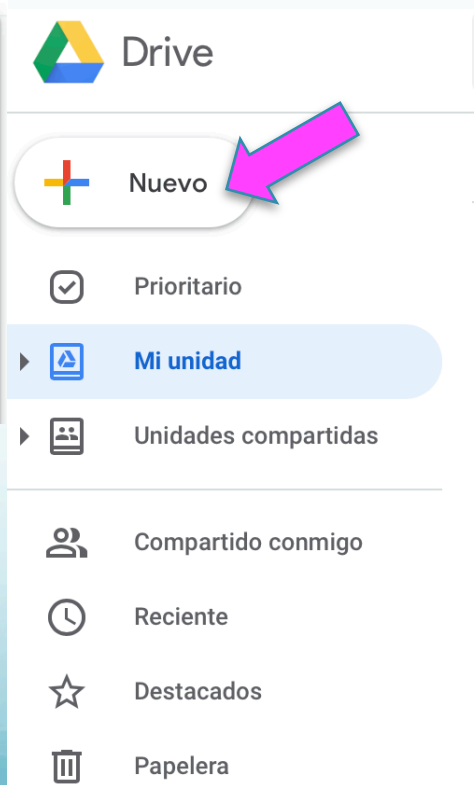 Drive
Nuevo
Prioritario
Mi unidad
Unidades compartidas
Compartido conmigo
Reciente
Destacados
Papelera